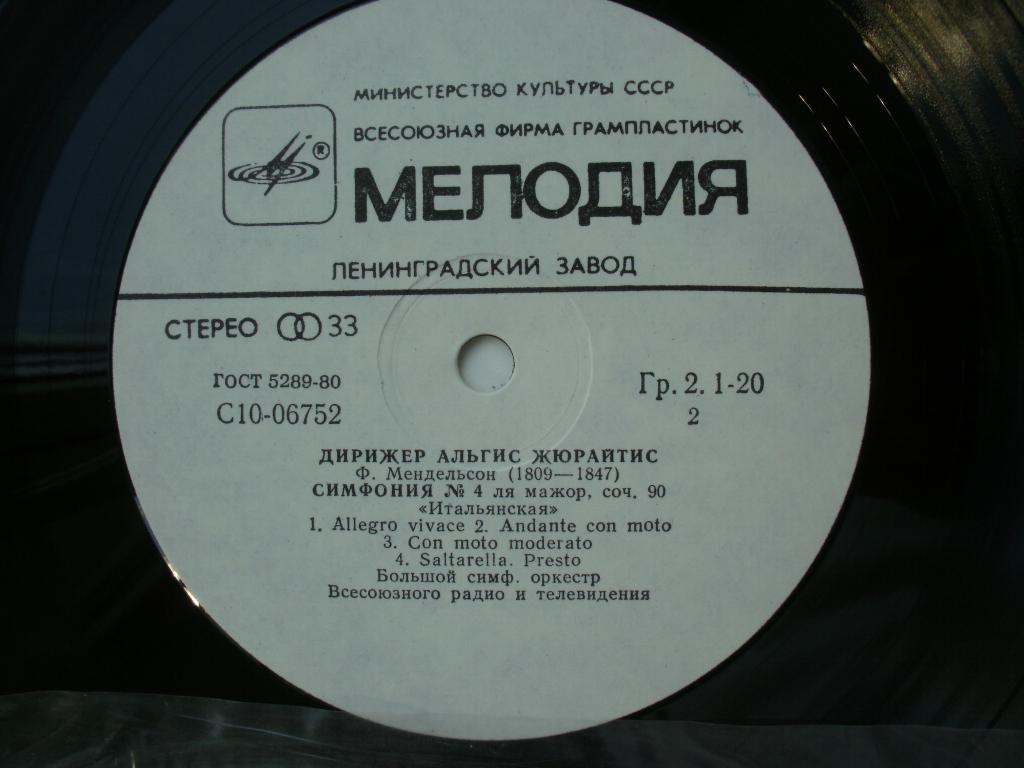 МИНИСТЕРСТВО КУЛЬТУРЫ СССР
ВСЕСОЮЗНАЯ ФИРМА ГРАМПЛАСТИНОК
®
МЕЛОДИЯ
ЛЕНИНГРАДСКИЙ ЗАВОД
СТЕРЕО 33
ГОСТ 5289-80
Гр. 2. 1-20
С10-06752
2
ДИРИЖЕР АЛЬГИС ЖЮРАЙТИС
Ф. Мендельсон (1809—1847)
СИМФОНИЯ № 4 ля мажор, соч. 90
«Итальянская»
1. Allegro vivace 2. Andante con moto
3. Con moto moderato
4. Saltarella. Presto
Большой симф. оркестр
Всесоюзного радио и телевидения